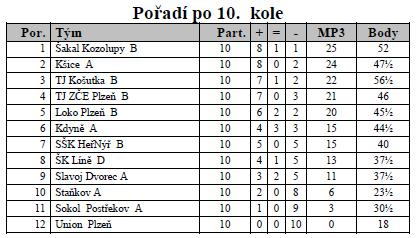 Pořadí po 10. kole
Por. Tým Part. + = - MP3 Body
1 Šakal Kozolupy B 10 8 1 1 25 52
2 Kšice A 10 8 0 2 24 47½
3 TJ Košutka B 10 7 1 2 22 56½
4 TJ ZČE Plzeň B 10 7 0 3 21 46
5 Loko Plzeň B 10 6 2 2 20 45½
6 Kdyně A 10 4 3 3 15 44½
7 SŠK HeřNýř B 10 5 0 5 15 40
8 ŠK Líně D 10 4 1 5 13 37½
9 Slavoj Dvorec A 10 3 2 5 11 37½
10 Staňkov A 10 2 0 8 6 23½
11 Sokol Postřekov A 10 1 0 9 3 30½
12 Union Plzeň 10 0 0 10 0 18